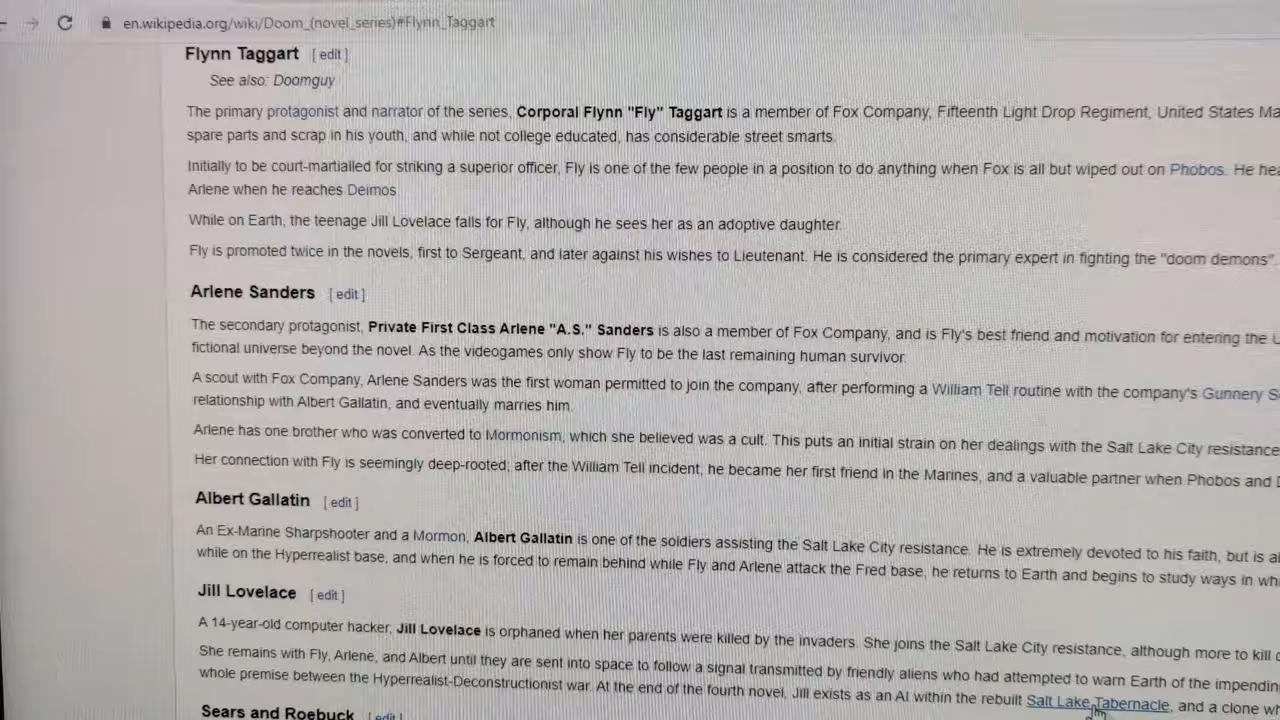 en.wikipedia.org/wiki/Doom_(novel_series)#Flynn_Taggart
Flynn Taggart [ edit ]
See also: Doomguy
The primary protagonist and narrator of the series, Corporal Flynn "Fly" Taggart is a member of Fox Company, Fifteenth Light Drop Regiment, United States Ma
spare parts and scrap in his youth, and while not college educated, has considerable street smarts.
Initially to be court-martialled for striking a superior officer, Fly is one of the few people in a position to do anything when Fox is all but wiped out on Phobos. He hea
Arlene when he reaches Deimos.
While on Earth, the teenage Jill Lovelace falls for Fly, although he sees her as an adoptive daughter.
Fly is promoted twice in the novels, first to Sergeant, and later against his wishes to Lieutenant. He is considered the primary expert in fighting the "doom demons".
Arlene Sanders [ edit ]
The secondary protagonist, Private First Class Arlene "A.S." Sanders is also a member of Fox Company, and is Fly's best friend and motivation for entering the U
fictional universe beyond the novel. As the videogames only show Fly to be the last remaining human survivor.
A scout with Fox Company, Arlene Sanders was the first woman permitted to join the company, after performing a William Tell routine with the company's Gunnery S
relationship with Albert Gallatin, and eventually marries him.
Arlene has one brother who was converted to Mormonism, which she believed was a cult. This puts an initial strain on her dealings with the Salt Lake City resistance
Her connection with Fly is seemingly deep-rooted; after the William Tell incident, he became her first friend in the Marines, and a valuable partner when Phobos and D
Albert Gallatin [ edit ]
An Ex-Marine Sharpshooter and a Mormon, Albert Gallatin is one of the soldiers assisting the Salt Lake City resistance. He is extremely devoted to his faith, but is al
while on the Hyperrealist base, and when he is forced to remain behind while Fly and Arlene attack the Fred base, he returns to Earth and begins to study ways in whi
Jill Lovelace [ edit ]
A 14-year-old computer hacker, Jill Lovelace is orphaned when her parents were killed by the invaders. She joins the Salt Lake City resistance, although more to kill
She remains with Fly, Arlene, and Albert until they are sent into space to follow a signal transmitted by friendly aliens who had attempted to warn Earth of the impendin
whole premise between the Hyperrealist-Deconstructionist war. At the end of the fourth novel, Jill exists as an AI within the rebuilt Salt Lake Tabernacle, and a clone wh
Sears and Roebuck [ edit ]